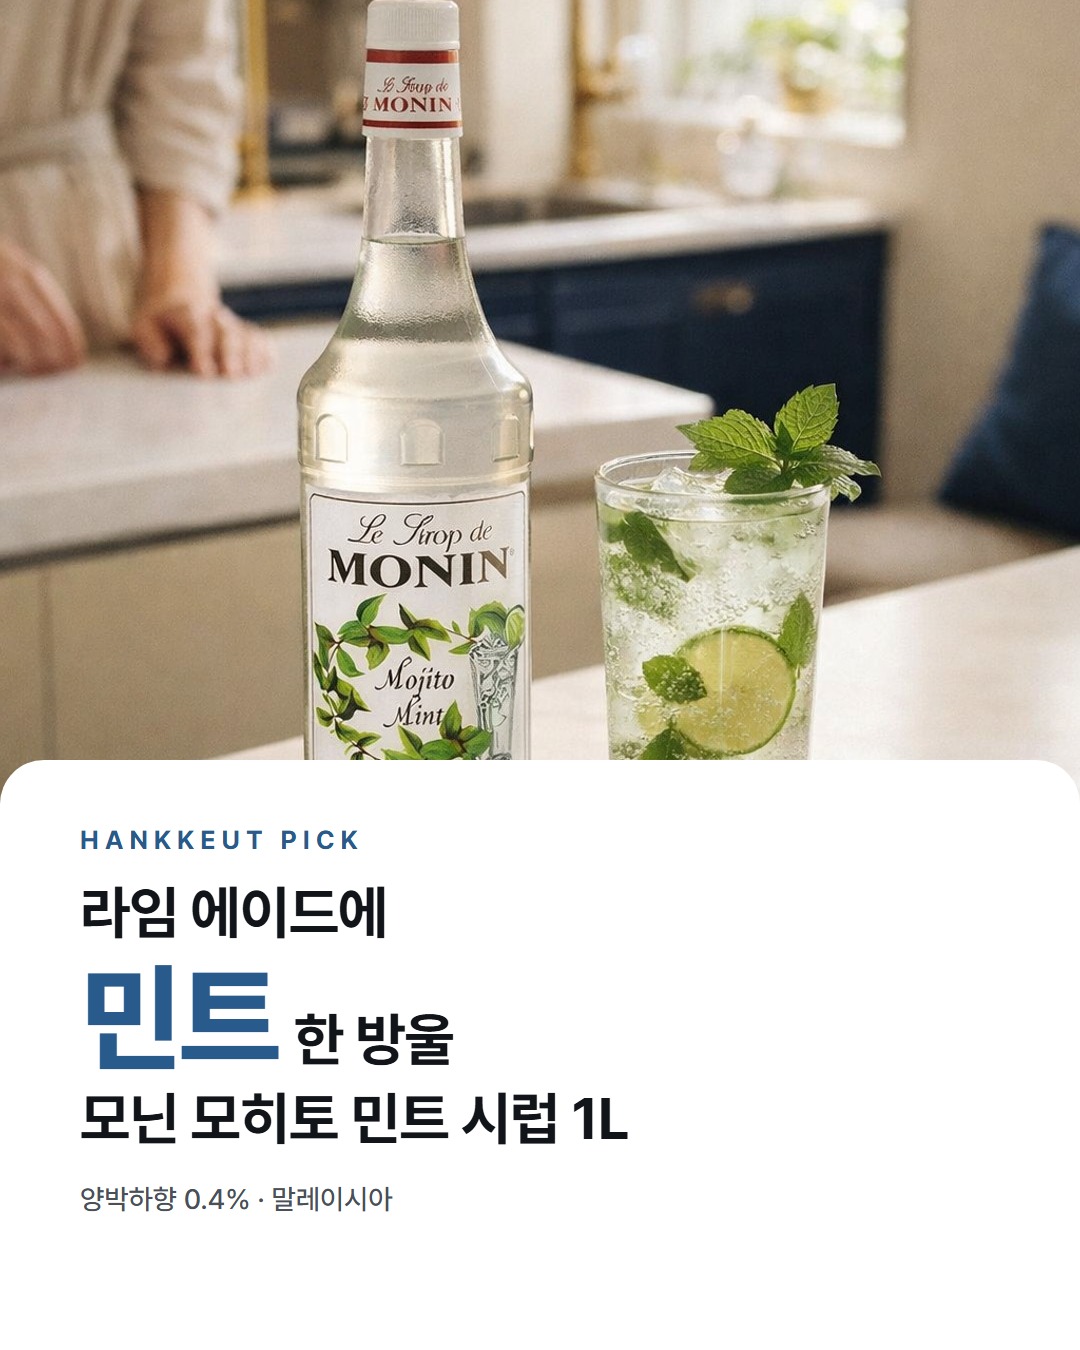 Le Sirop de
MONIN
Le Sirop de
MONIN
Mojito
Mint
HANKKEUT PICK
라임 에이드에
민트 한 방울
모닌 모히토 민트 시럽 1L
양박하향 0.4% · 말레이시아